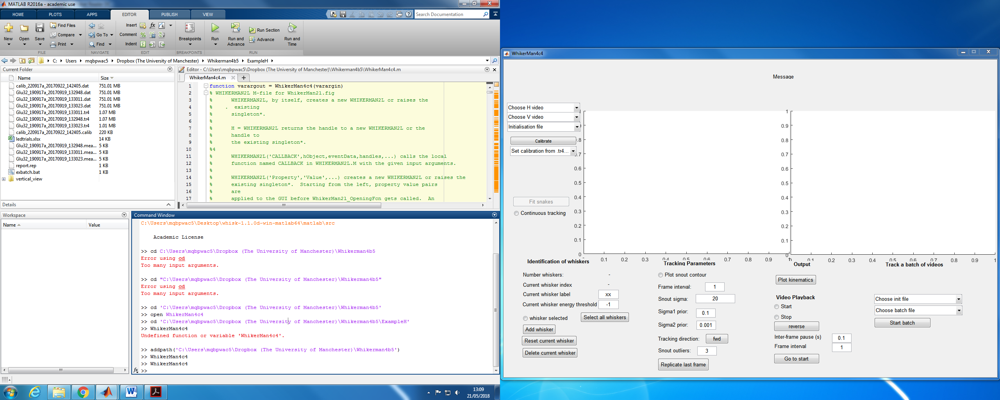 MATLAB R2016a - academic use
HOME PLOTS APPS EDITOR PUBLISH VIEW
Search Documentation
New Open Save Find Files Compare Print
Go To Find
Insert Comment Indent
Breakpoints
Run Run and Advance Run Section Advance Run and Time
FILE NAVIGATE EDIT BREAKPOINTS RUN
C: Users mqbpwac5 Dropbox (The University of Manchester) Whikerman4b5 ExampleH
Current Folder
Name Size
calib_220917a_20170922_142405.dat 751.01 MB
Glu32_190917a_20170919_132948.dat 751.01 MB
Glu32_190917a_20170919_133011.dat 751.01 MB
Glu32_190917a_20170919_133023.dat 751.01 MB
Glu32_190917a_20170919_133011.tr4 1.07 MB
Glu32_190917a_20170919_132948.tr4 1.07 MB
Glu32_190917a_20170919_133023.tr4 1.01 MB
calib_220917a_20170922_142405.calib 220 KB
ledtrials.xlsx 14 KB
Glu32_190917a_20170919_132948.mea... 5 KB
Glu32_190917a_20170919_133011.mea... 5 KB
Glu32_190917a_20170919_133023.mea... 5 KB
report.rep 1 KB
exbatch.bat 1 KB
vertical_view
Details
Editor - C:\Users\mqbpwac5\Dropbox (The University of Manchester)\Whikerman4b5\WhikerMan4c4.m
WhikerMan4c4.m
1 function varargout = WhikerMan4c4(varargin)
2 % WHIKERMAN2L M-file for WhikerMan2l.fig
3 % WHIKERMAN2L, by itself, creates a new WHIKERMAN2L or raises the
4 % . existing
5 % singleton*.
6 %
7 % H = WHIKERMAN2L returns the handle to a new WHIKERMAN2L or the
8 % handle to
9 % the existing singleton*.
10 %4
11 % WHIKERMAN2L('CALLBACK',hObject,eventData,handles,...) calls the local
12 % function named CALLBACK in WHIKERMAN2L.M with the given input arguments.
13 %
14 % WHIKERMAN2L('Property','Value',...) creates a new WHIKERMAN2L or raises the
15 % existing singleton*. Starting from the left, property value pairs
16 % are
17 % applied to the GUI before WhikerMan2l_OpeningFcn gets called. An
Workspace
Name Value
Command Window
C:\Users\mqbpwac5\Desktop\whisk-1.1.0d-win-matlab64\matlab\src
Academic License
>> cd C:\Users\mqbpwac5\Dropbox (The University of Manchester)\Whikerman4b5
Error using cd
Too many input arguments.
>> cd "C:\Users\mqbpwac5\Dropbox (The University of Manchester)\Whikerman4b5"
Error using cd
Too many input arguments.
>> cd 'C:\Users\mqbpwac5\Dropbox (The University of Manchester)\Whikerman4b5'
>> open WhikerMan4c4
>> cd 'C:\Users\mqbpwac5\Dropbox (The University of Manchester)\Whikerman4b5\ExampleH'
>> WhikerMan4c4
Undefined function or variable 'WhikerMan4c4'.
>> addpath('C:\Users\mqbpwac5\Dropbox (The University of Manchester)\Whikerman4b5')
>> WhikerMan4c4
>> WhikerMan4c4
fx >>
13:09
21/05/2018
WhikerMan4c4
Message
Choose H video
Choose V video
Initialisation file
Calibrate
Set calibration from .tr4...
Fit snakes
Continuous tracking
0.8
0.7
0.6
0.5
0.4
0.3
0.2
0.1
0
0.1 0.2 0.3 0.4 0.5 0.6 0.7 0.8 0.9
1
0.9
0.8
0.7
0.6
0.5
0.4
0.3
0.2
0.1
0
0 0.1 0.2 0.3 0.4 0.5 0.6 0.7 0.8 0.9 1
Identification of whiskers
Number whiskers: -
Current whisker index -
Current whisker label xx
Current whisker energy threshold -1
whisker selected Select all whiskers
Add whisker
Reset current whisker
Delete current whisker
Tracking Parameters
Plot snout contour
Frame interval: 1
Snout sigma: 20
Sigma1 prior: 0.1
Sigma2 prior: 0.001
Tracking direction: fwd
Snout outliers: 3
Replicate last frame
Output
Plot kinematics
Video Playback
Start
Stop
reverse
Inter-frame pause (s) 0.1
Frame interval 1
Go to start
Track a batch of videos
Choose init file
Choose batch file
Start batch